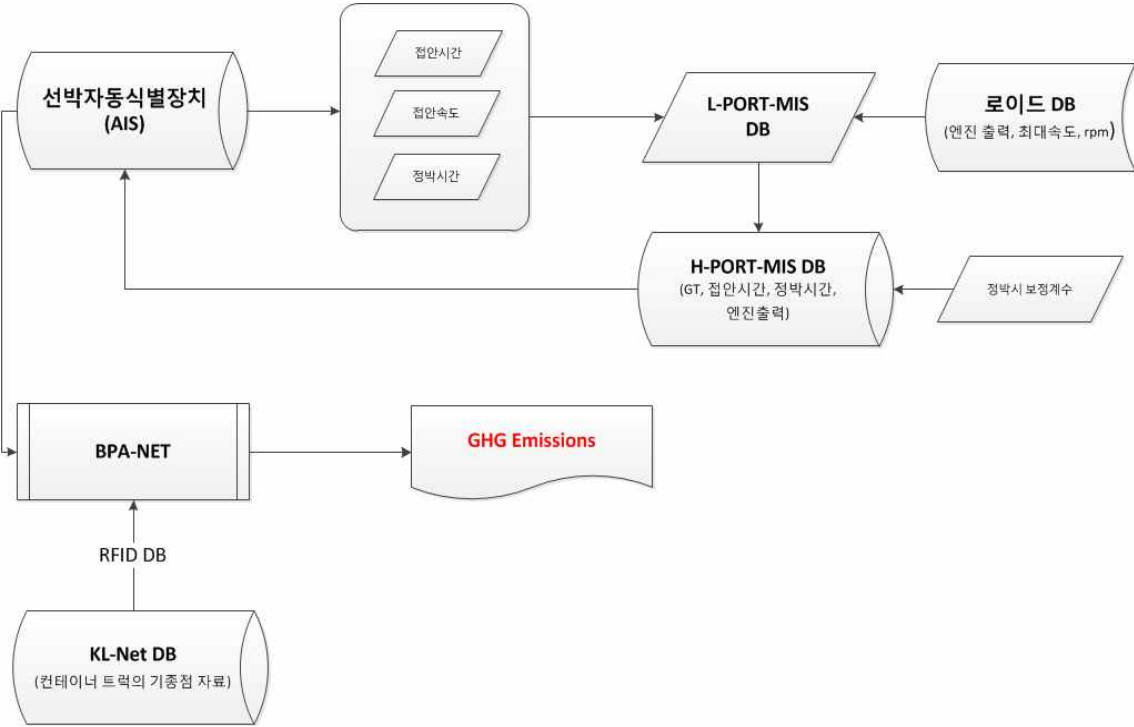 선박자동식별장치
(AIS)
접안시간
접안속도
정박시간
L-PORT-MIS
DB
로이드 DB
(엔진 출력, 최대속도, rpm)
H-PORT-MIS DB
(GT, 접안시간, 정박시간,
엔진출력)
정박시 보정계수
BPA-NET
GHG Emissions
RFID DB
KL-Net DB
(컨테이너 트럭의 기종점 자료)